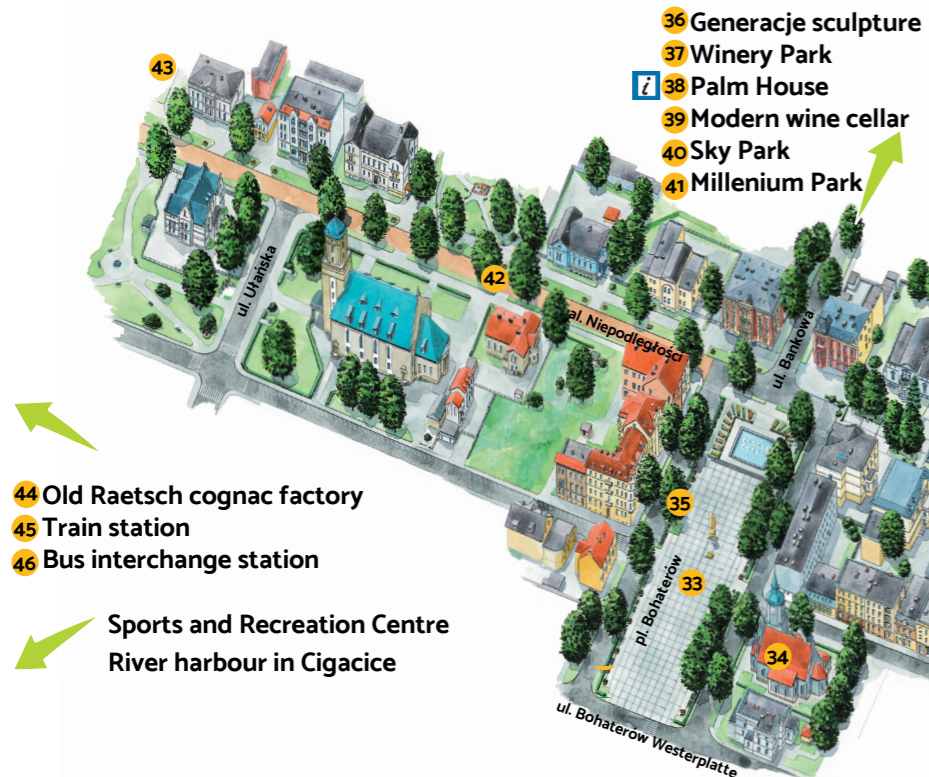 36 Generacje sculpture
37 Winery Park
i 38 Palm House
39 Modern wine cellar
40 Sky Park
41 Millenium Park
43
ul. Ułańska
42
al. Niepodległości
ul. Bankowa
44 Old Raetsch cognac factory
45 Train station
46 Bus interchange station
35
33
pl. Bohaterów
34
Sports and Recreation Centre
River harbour in Cigacice
ul. Bohaterów Westerplatte